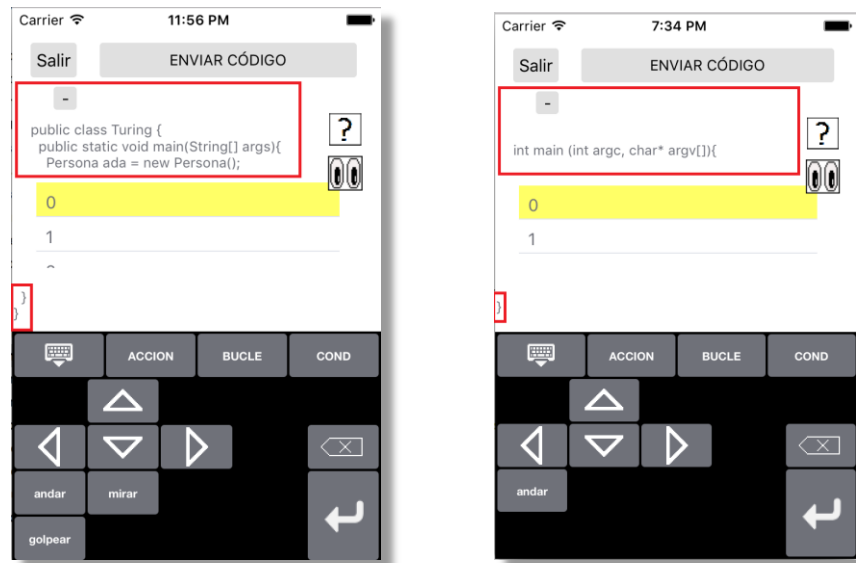 Carrier 11:56 PM
Salir ENVIAR CÓDIGO
-
public class Turing {
public static void main(String[] args){
Persona ada = new Persona();
?
0
1
}
}
ACCION BUCLE COND
andar mirar
golpear
Carrier 7:34 PM
Salir ENVIAR CÓDIGO
-
int main (int argc, char* argv[]){
?
0
1
}
ACCION BUCLE COND
andar